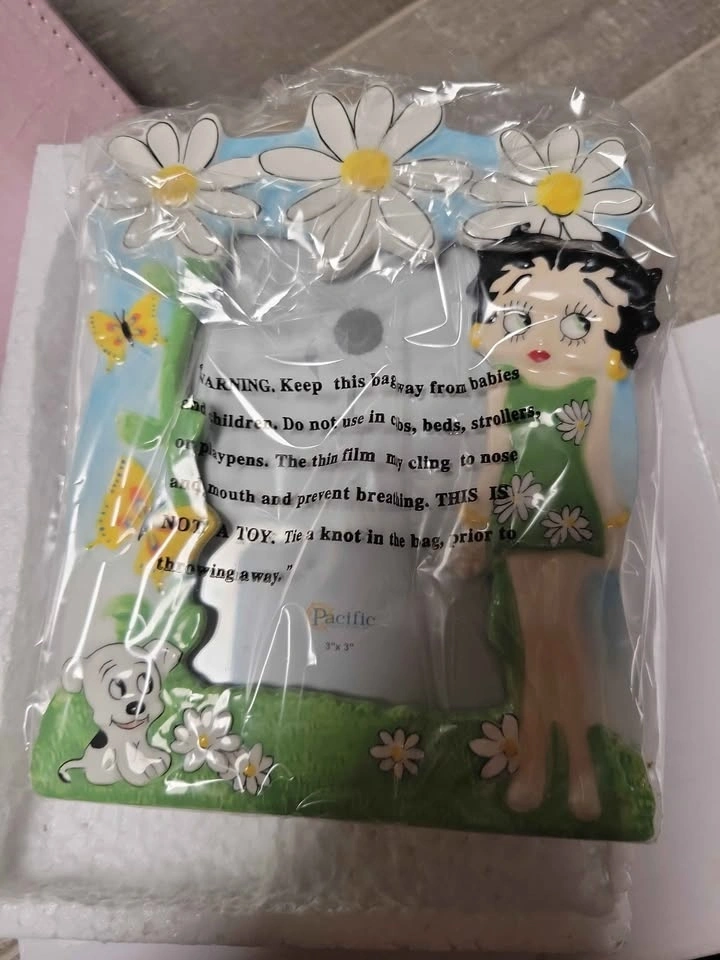 WARNING. Keep this bag away from babies
and children. Do not use in cribs, beds, strollers,
or playpens. The thin film may cling to nose
and mouth and prevent breathing. THIS IS
NOT A TOY. Tie a knot in the bag, prior to
throwing away."
Pacific
3"x 3"